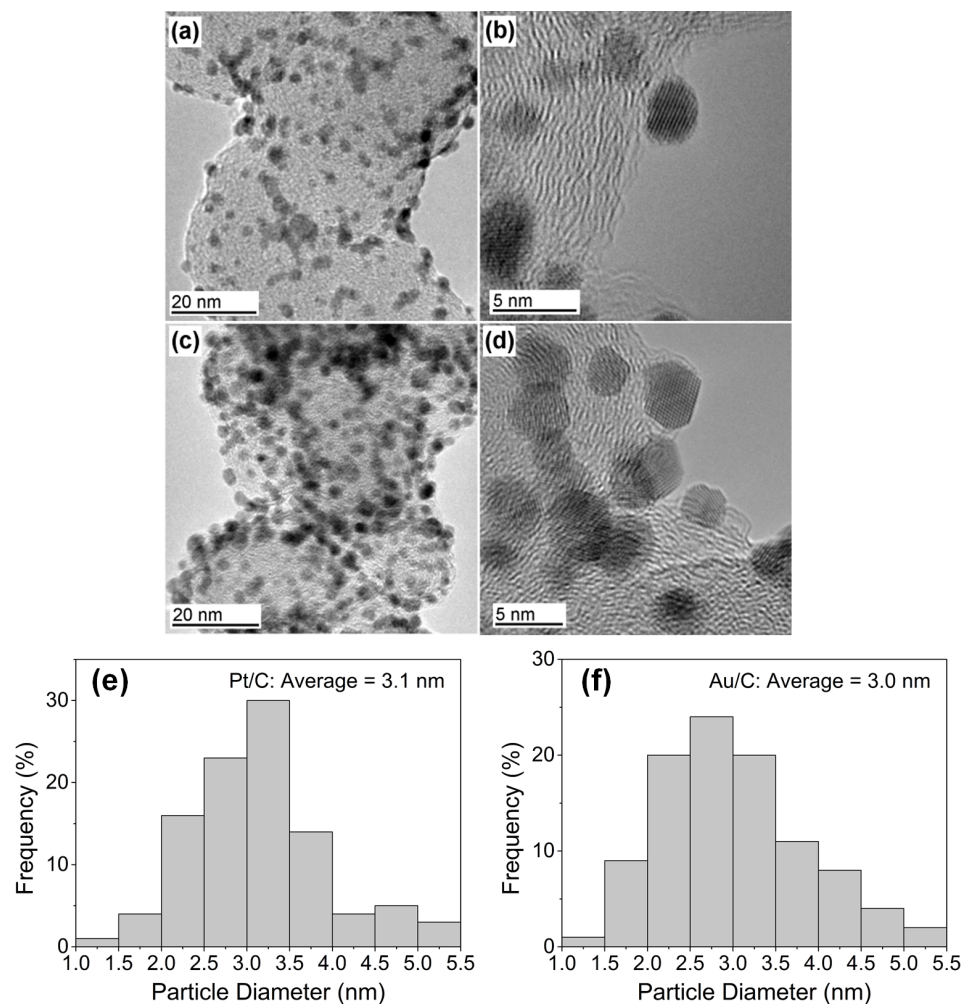 (a)
20 nm
(b)
5 nm
(c)
20 nm
(d)
5 nm
(e)
Pt/C: Average = 3.1 nm
Frequency (%)
30
20
10
0
1.0 1.5 2.0 2.5 3.0 3.5 4.0 4.5 5.0 5.5
Particle Diameter (nm)
(f)
Au/C: Average = 3.0 nm
Frequency (%)
30
20
10
0
1.0 1.5 2.0 2.5 3.0 3.5 4.0 4.5 5.0 5.5
Particle Diameter (nm)